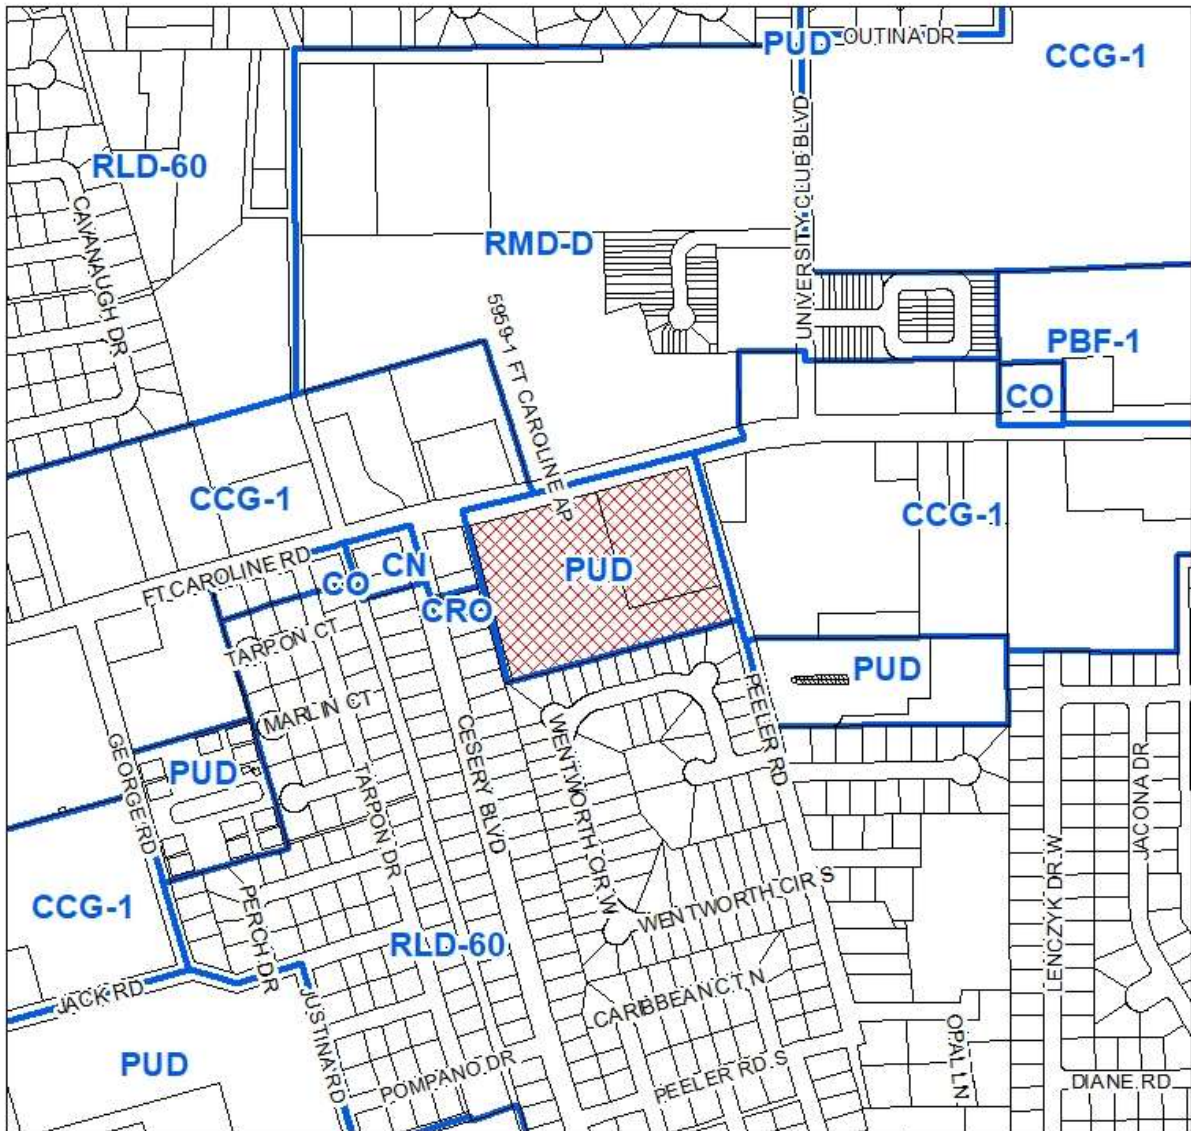 PUD
OUTINA DR
CCG-1
RLD-60
UNIVERSITY CLUB BLVD
CAVANAUGH DR
RMD-D
5959-1 FT CAROLINE AP
PBF-1
CO
CCG-1
CCG-1
FT CAROLINE RD
CO
CN
CRO
PUD
TARPON CT
MARLIN CT
PUD
PEELER RD
GEORGE RD
PUD
TARPON DR
CESERY BLVD
WENTWORTH CIR W
JACONA DR
CCG-1
PERCH DR
RLD-60
WENTWORTH CIR S
LENCZYK DR W
JACK RD
JUSTINA RD
CARIBBEAN CT N
OPAL LN
PUD
POMPANO DR
PEELER RD S
DIANE RD